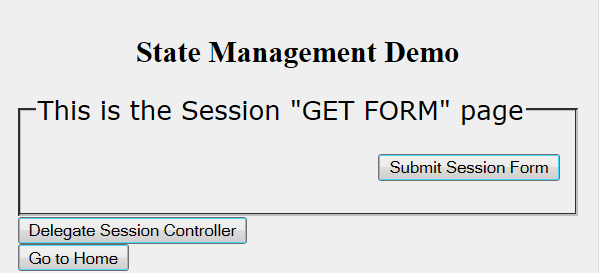 State Management Demo
This is the Session "GET FORM" page
Submit Session Form
Delegate Session Controller
Go to Home